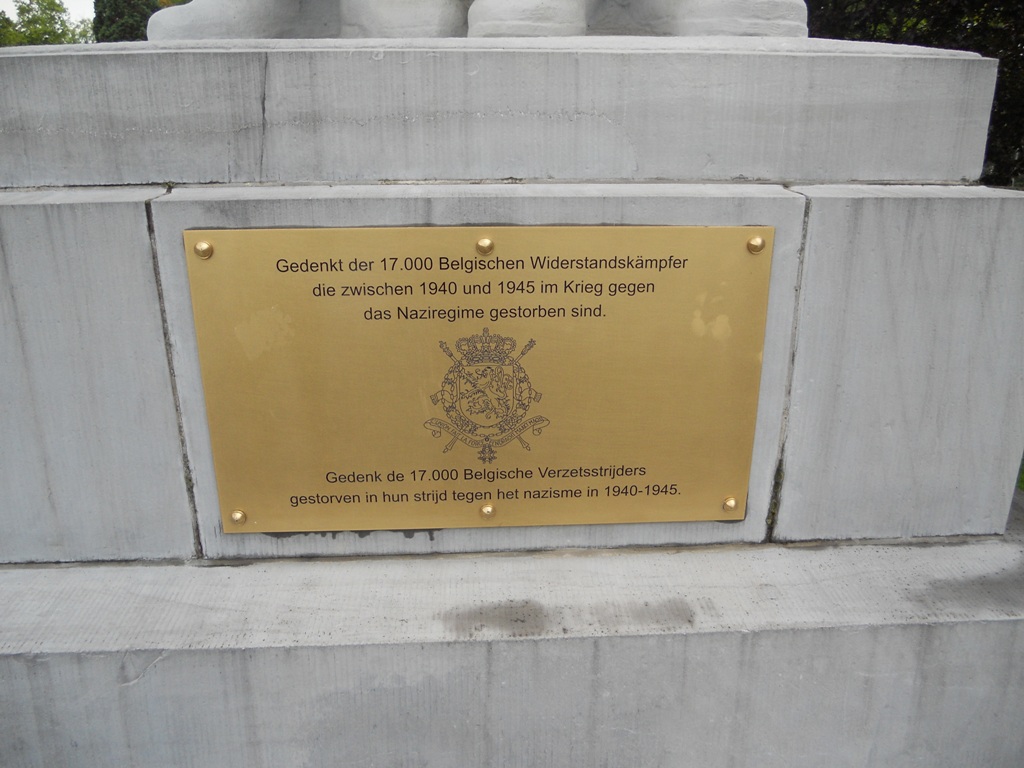 Gedenkt der 17.000 Belgischen Widerstandskämpfer
die zwischen 1940 und 1945 im Krieg gegen
das Naziregime gestorben sind.
Gedenk de 17.000 Belgische Verzetsstrijders
gestorven in hun strijd tegen het nazisme in 1940-1945.